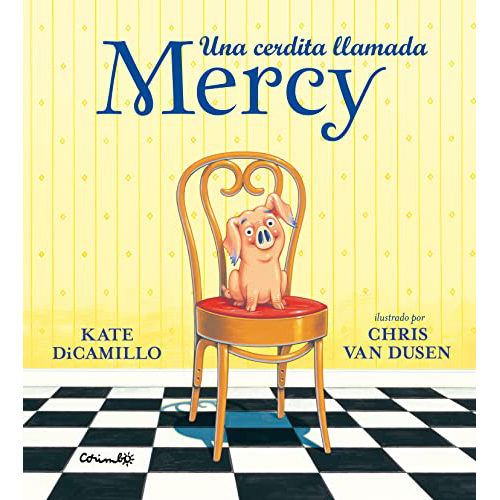 Una cerdita llamada
Mercy
ilustrado por
KATE
DiCAMILLO
CHRIS
VAN DUSEN
Corimbo